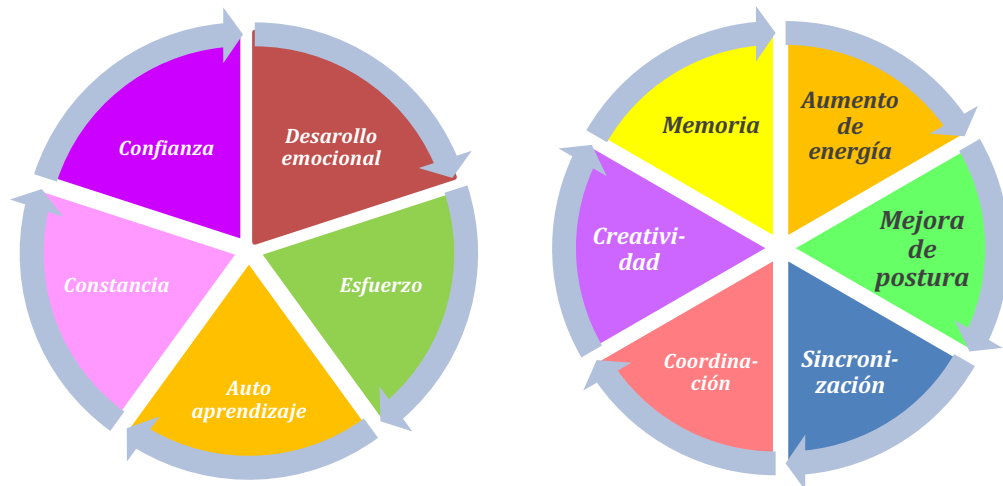 Confianza
Desarollo
emocional
Esfuerzo
Auto
aprendizaje
Constancia
Memoria
Aumento
de
energía
Mejora
de
postura
Sincroni-
zación
Coordina-
ción
Creativi-
dad